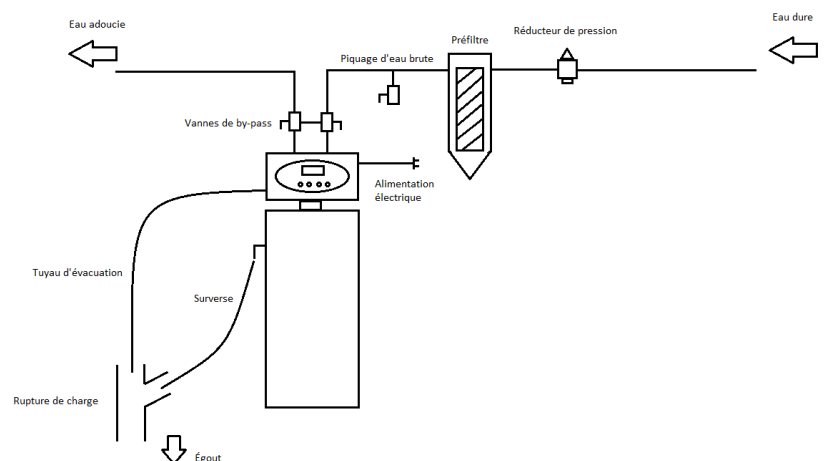 Eau adoucie
Eau dure
Réducteur de pression
Préfiltre
Piquage d'eau brute
Vannes de by-pass
Alimentation
électrique
Tuyau d'évacuation
Surverse
Rupture de charge
Égout